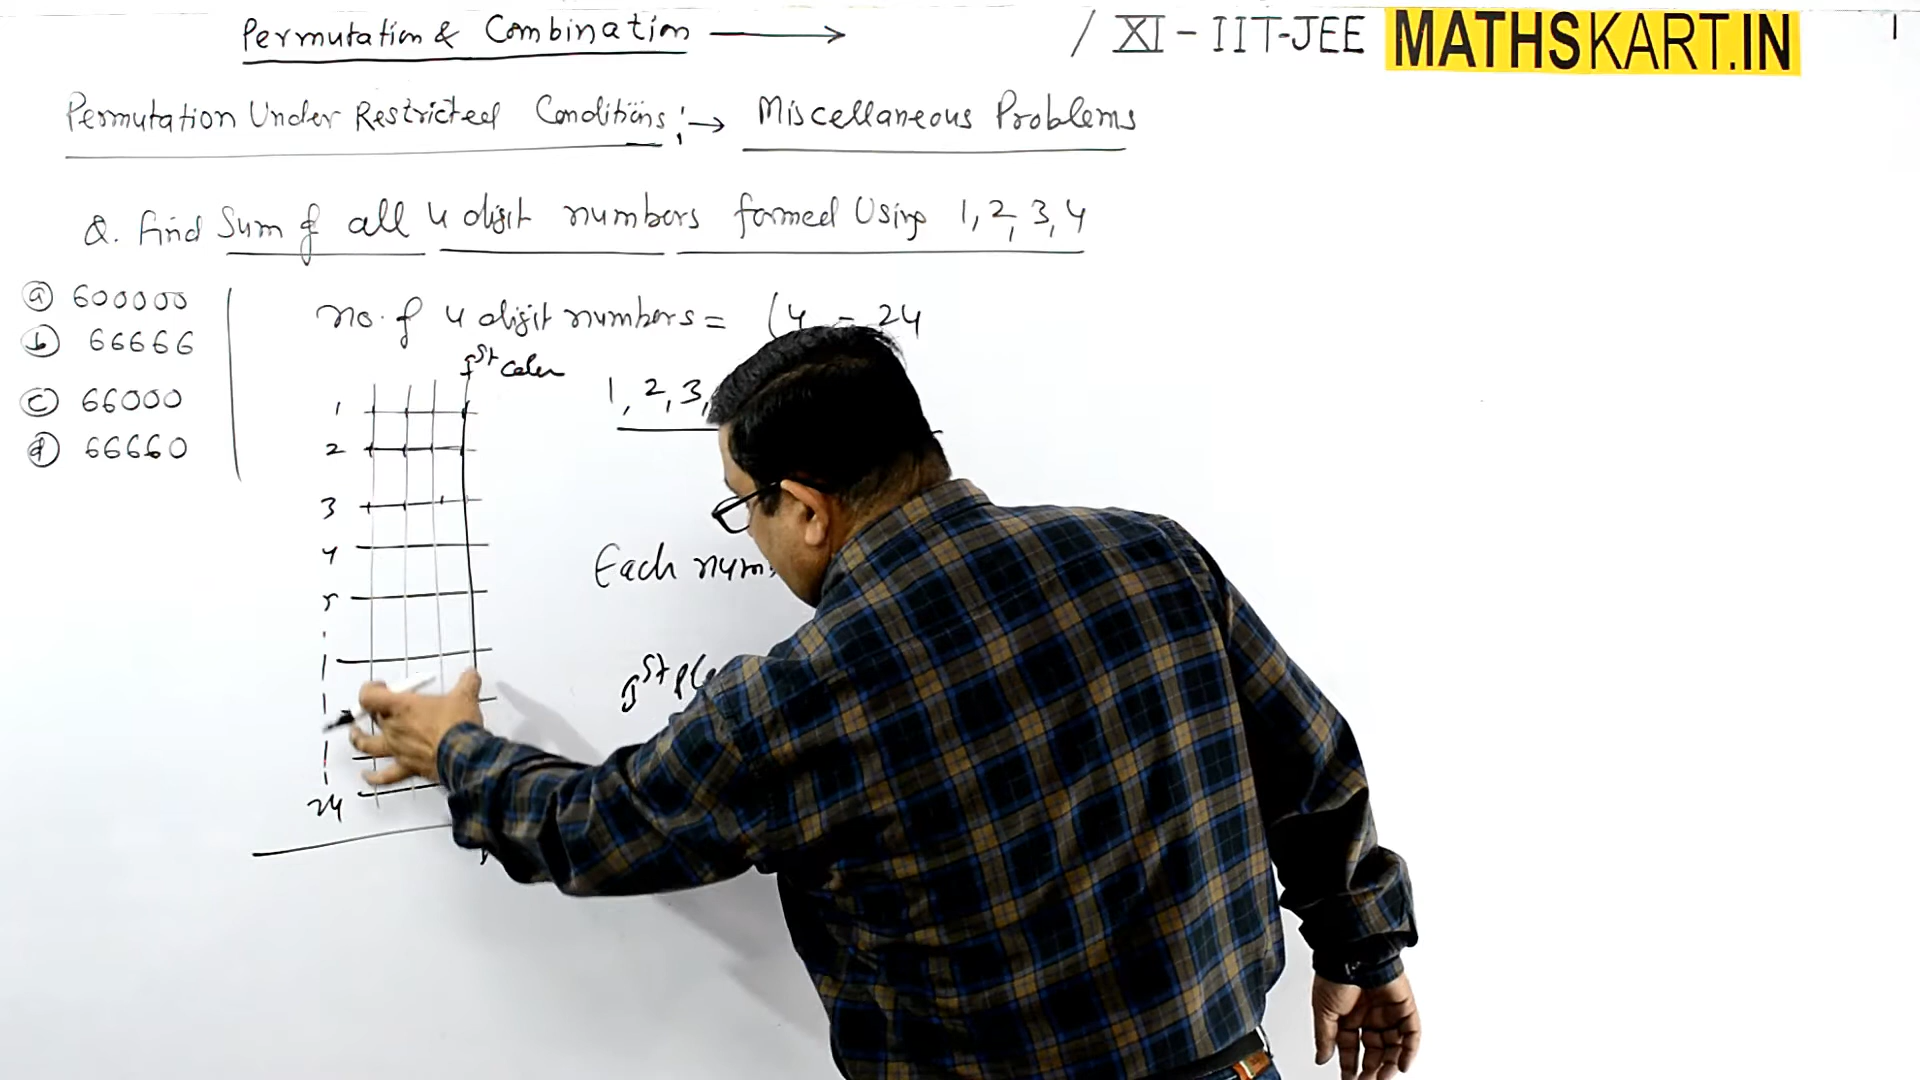 Permutation & Combination → / XI - IIT-JEE MATHSKART.IN 1
Permutation Under Restricted Conditions :→ Miscellaneous Problems
Q. Find Sum of all 4 digit numbers formed Using 1, 2, 3, 4
(a) 600000
(b) 66666
(c) 66000
(d) 66660
no. of 4 digit numbers = 4 = 24
1st
1, 2, 3,
1
2
3
4
5
24
Each num
1st